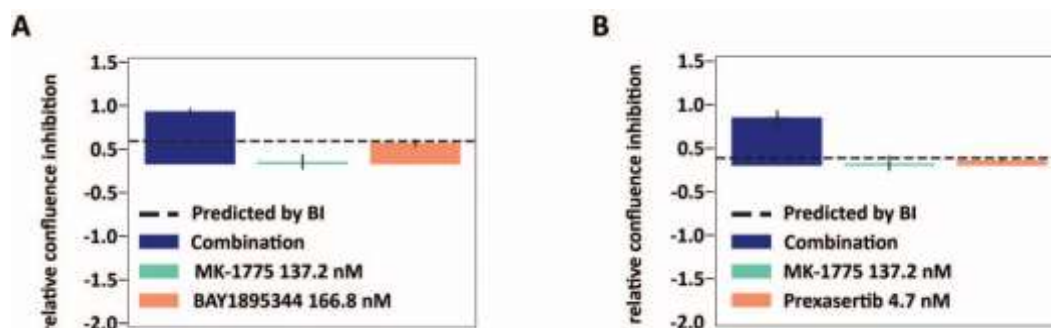 A
relative confluence inhibition
1.5
1.0
0.5
-0.5
-1.0
-1.5
-2.0
Predicted by BI
Combination
MK-1775 137.2 nM
BAY1895344 166.8 nM
B
relative confluence inhibition
1.5
1.0
0.5
-0.5
-1.0
-1.5
-2.0
Predicted by BI
Combination
MK-1775 137.2 nM
Prexasertib 4.7 nM